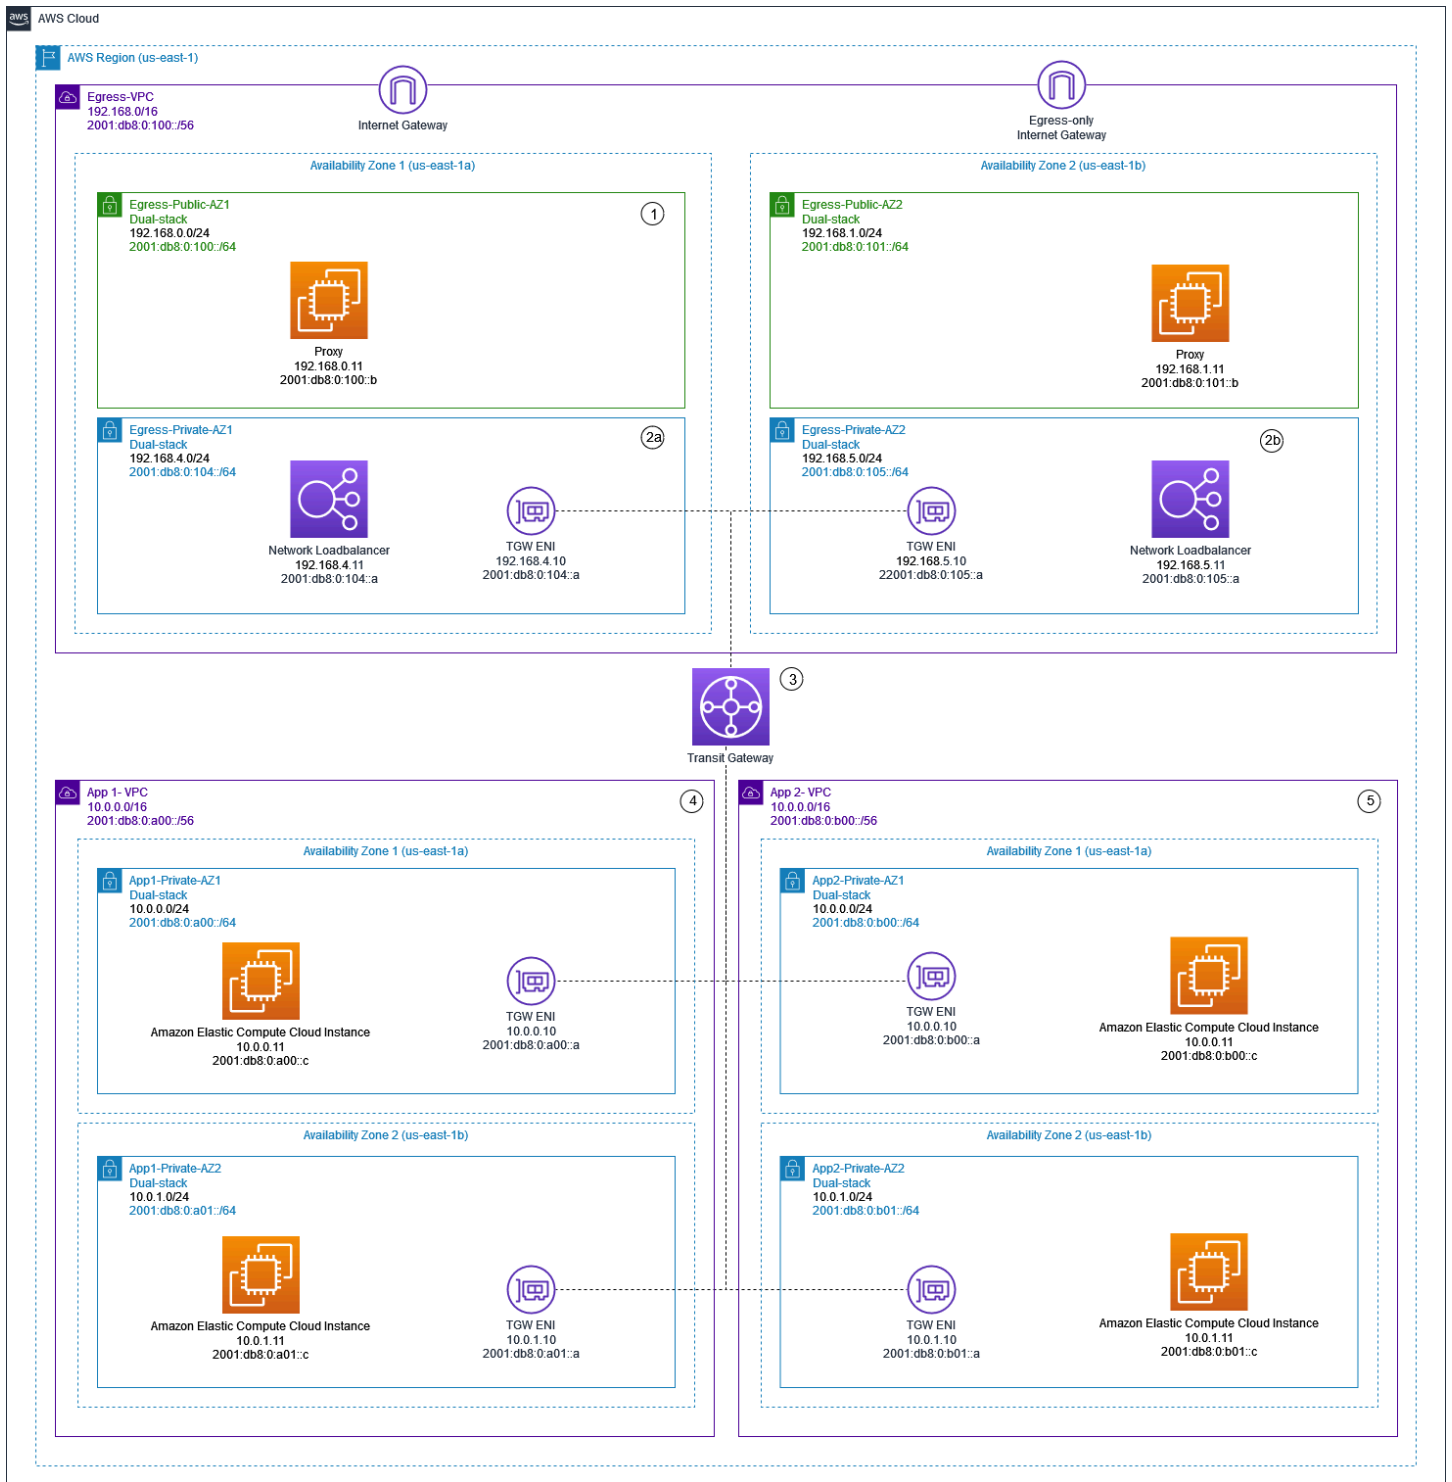 aws
AWS Cloud
AWS Region (us-east-1)
Egress-VPC
192.168.0/16
2001:db8:0:100::/56
Internet Gateway
Egress-only
Internet Gateway
Availability Zone 1 (us-east-1a)
Egress-Public-AZ1
Dual-stack
192.168.0.0/24
2001:db8:0:100::/64
1
Proxy
192.168.0.11
2001:db8:0:100::b
Egress-Private-AZ1
Dual-stack
192.168.4.0/24
2001:db8:0:104::/64
2a
Network Loadbalancer
192.168.4.11
2001:db8:0:104::a
TGW ENI
192.168.4.10
2001:db8:0:104::a
Availability Zone 2 (us-east-1b)
Egress-Public-AZ2
Dual-stack
192.168.1.0/24
2001:db8:0:101::/64
Proxy
192.168.1.11
2001:db8:0:101::b
Egress-Private-AZ2
Dual-stack
192.168.5.0/24
2001:db8:0:105::/64
2b
TGW ENI
192.168.5.10
22001:db8:0:105::a
Network Loadbalancer
192.168.5.11
2001:db8:0:105::a
3
Transit Gateway
App 1- VPC
10.0.0.0/16
2001:db8:0:a00::/56
4
Availability Zone 1 (us-east-1a)
App1-Private-AZ1
Dual-stack
10.0.0.0/24
2001:db8:0:a00::/64
Amazon Elastic Compute Cloud Instance
10.0.0.11
2001:db8:0:a00::c
TGW ENI
10.0.0.10
2001:db8:0:a00::a
Availability Zone 2 (us-east-1b)
App1-Private-AZ2
Dual-stack
10.0.1.0/24
2001:db8:0:a01::/64
Amazon Elastic Compute Cloud Instance
10.0.1.11
2001:db8:0:a01::c
TGW ENI
10.0.1.10
2001:db8:0:a01::a
App 2- VPC
10.0.0.0/16
2001:db8:0:b00::/56
5
Availability Zone 1 (us-east-1a)
App2-Private-AZ1
Dual-stack
10.0.0.0/24
2001:db8:0:b00::/64
TGW ENI
10.0.0.10
2001:db8:0:b00::a
Amazon Elastic Compute Cloud Instance
10.0.0.11
2001:db8:0:b00::c
Availability Zone 2 (us-east-1b)
App2-Private-AZ2
Dual-stack
10.0.1.0/24
2001:db8:0:b01::/64
TGW ENI
10.0.1.10
2001:db8:0:b01::a
Amazon Elastic Compute Cloud Instance
10.0.1.11
2001:db8:0:b01::c